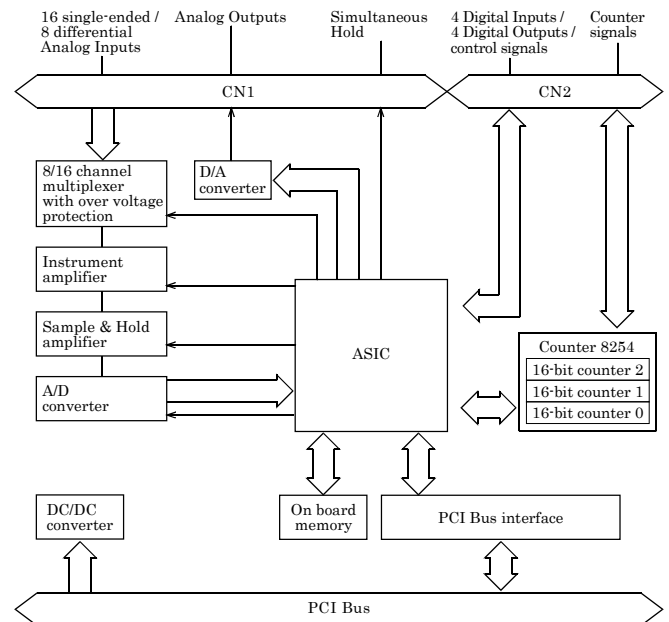 16 single-ended /
8 differential
Analog Inputs
Analog Outputs
Simultaneous
Hold
4 Digital Inputs /
4 Digital Outputs /
control signals
Counter
signals
CN1
CN2
8/16 channel
multiplexer
with over voltage
protection
D/A
converter
Instrument
amplifier
Sample & Hold
amplifier
A/D
converter
ASIC
Counter 8254
16-bit counter 2
16-bit counter 1
16-bit counter 0
DC/DC
converter
On board
memory
PCI Bus interface
PCI Bus